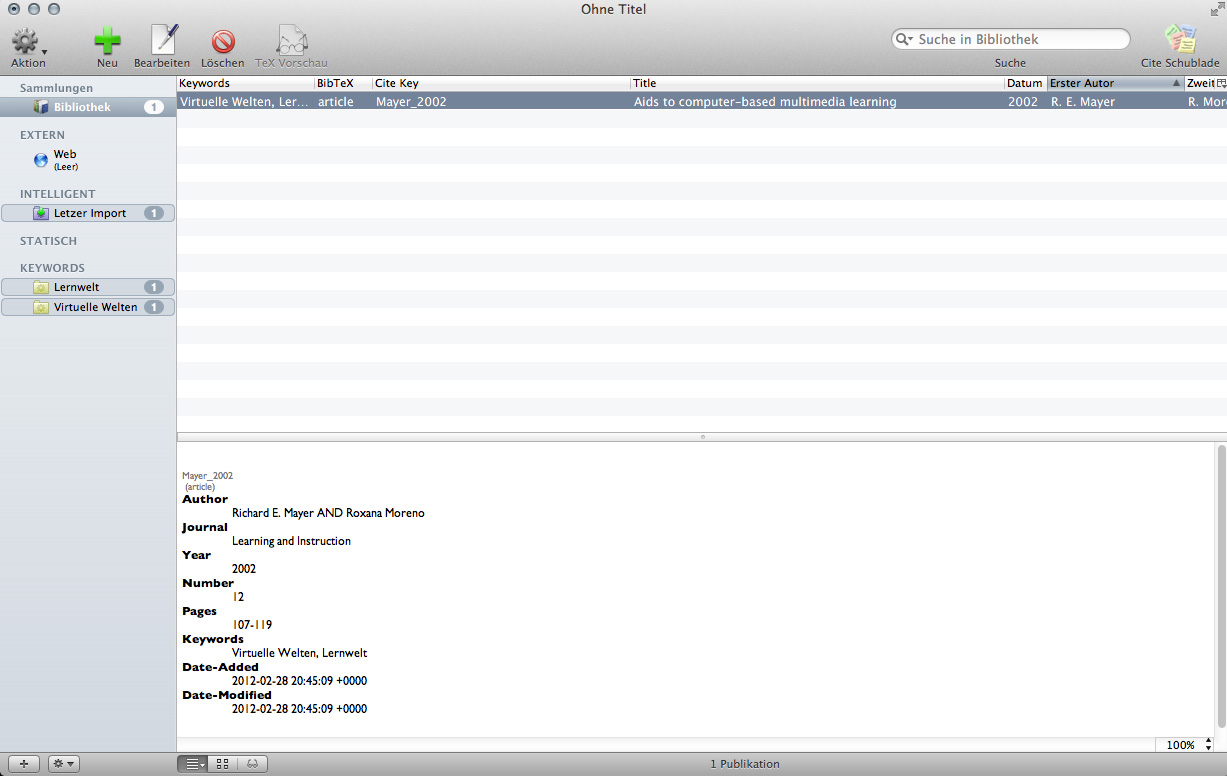 Ohne Titel
Aktion
Neu
Bearbeiten
Löschen
TeX Vorschau
Suche in Bibliothek
Suche
Cite Schublade
Sammlungen
Bibliothek 1
EXTERN
Web
(Leer)
INTELLIGENT
Letzer Import 1
STATISCH
KEYWORDS
Lernwelt 1
Virtuelle Welten 1
Keywords BibTeX Cite Key Title Datum Erster Autor Zweit
Virtuelle Welten, Ler... article Mayer_2002 Aids to computer-based multimedia learning 2002 R. E. Mayer R. Mor
Mayer_2002
(article)
Author
Richard E. Mayer AND Roxana Moreno
Journal
Learning and Instruction
Year
2002
Number
12
Pages
107-119
Keywords
Virtuelle Welten, Lernwelt
Date-Added
2012-02-28 20:45:09 +0000
Date-Modified
2012-02-28 20:45:09 +0000
100%
1 Publikation